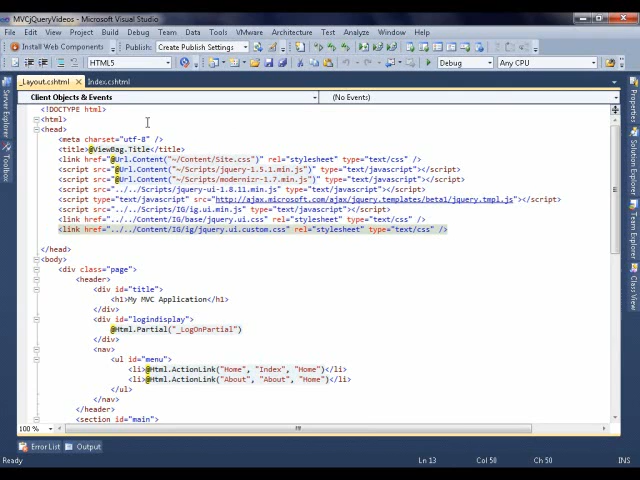 MVCjQueryVideos - Microsoft Visual Studio
File Edit View Project Build Debug Team Data Tools VMware Architecture Test Analyze Window Help
Install Web Components Publish: Create Publish Settings
HTML5 Debug Any CPU
_Layout.cshtml Index.cshtml
Client Objects & Events (No Events)
<!DOCTYPE html>
<html>
<head>
<meta charset="utf-8" />
<title>@ViewBag.Title</title>
<link href="@Url.Content("~/Content/Site.css")" rel="stylesheet" type="text/css" />
<script src="@Url.Content("~/Scripts/jquery-1.5.1.min.js")" type="text/javascript"></script>
<script src="@Url.Content("~/Scripts/modernizr-1.7.min.js")" type="text/javascript"></script>
<script src="../../Scripts/jquery-ui-1.8.11.min.js" type="text/javascript"></script>
<script type="text/javascript" src="http://ajax.microsoft.com/ajax/jquery.templates/beta1/jquery.tmpl.js"></script>
<script src="../../Scripts/IG/ig.ui.min.js" type="text/javascript"></script>
<link href="../../Content/IG/base/jquery.ui.css" rel="stylesheet" type="text/css" />
<link href="../../Content/IG/ig/jquery.ui.custom.css" rel="stylesheet" type="text/css" />
</head>
<body>
<div class="page">
<header>
<div id="title">
<h1>My MVC Application</h1>
</div>
<div id="logindisplay">
@Html.Partial("_LogOnPartial")
</div>
<nav>
<ul id="menu">
<li>@Html.ActionLink("Home", "Index", "Home")</li>
<li>@Html.ActionLink("About", "About", "Home")</li>
</ul>
</nav>
</header>
<section id="main">
100 %
Error List Output
Ready Ln 13 Col 50 Ch 50 INS
Server Explorer
Toolbox
Properties
Solution Explorer
Team Explorer
Class View